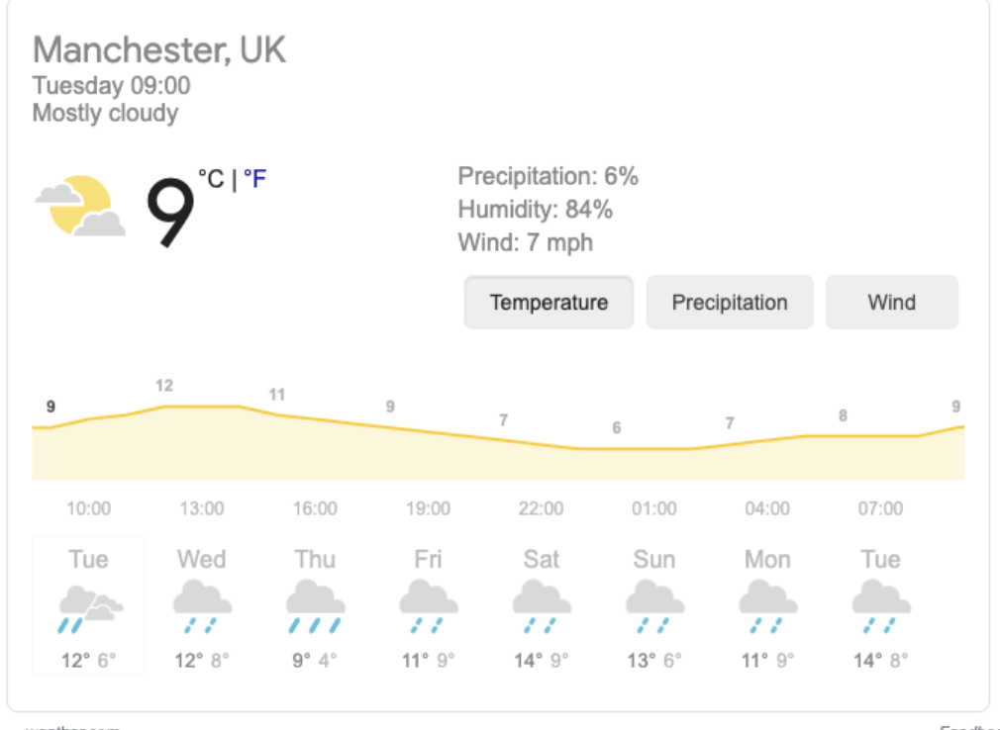 Manchester, UK
Tuesday 09:00
Mostly cloudy
9 °C | °F
Precipitation: 6%
Humidity: 84%
Wind: 7 mph
Temperature Precipitation Wind
9 12 11 9 7 6 7 8 9
10:00 13:00 16:00 19:00 22:00 01:00 04:00 07:00
Tue Wed Thu Fri Sat Sun Mon Tue
12° 6° 12° 8° 9° 4° 11° 9° 14° 9° 13° 6° 11° 9° 14° 8°